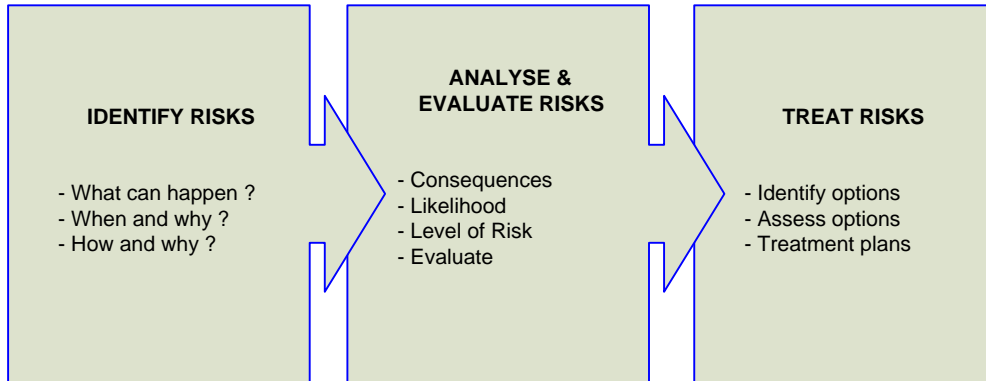 IDENTIFY RISKS
- What can happen ?
- When and why ?
- How and why ?
ANALYSE &
EVALUATE RISKS
- Consequences
- Likelihood
- Level of Risk
- Evaluate
TREAT RISKS
- Identify options
- Assess options
- Treatment plans